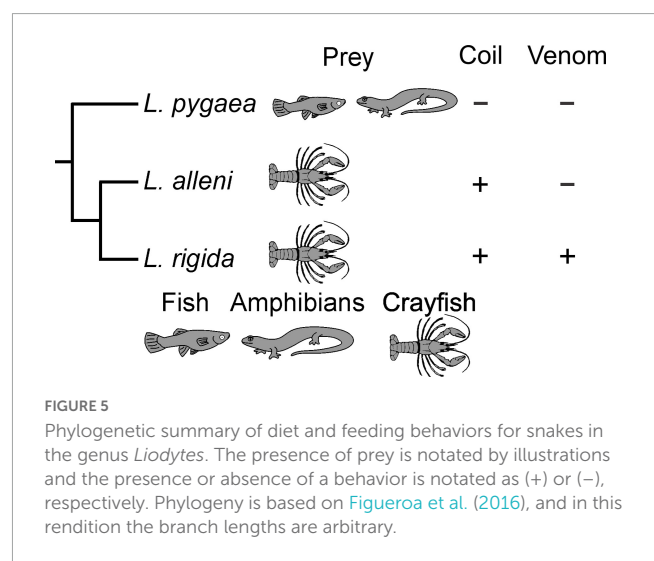 Prey Coil Venom
L. pygaea – –
L. alleni + –
L. rigida + +
Fish Amphibians Crayfish
FIGURE 5
Phylogenetic summary of diet and feeding behaviors for snakes in
the genus Liodytes. The presence of prey is notated by illustrations
and the presence or absence of a behavior is notated as (+) or (–),
respectively. Phylogeny is based on Figueroa et al. (2016), and in this
rendition the branch lengths are arbitrary.